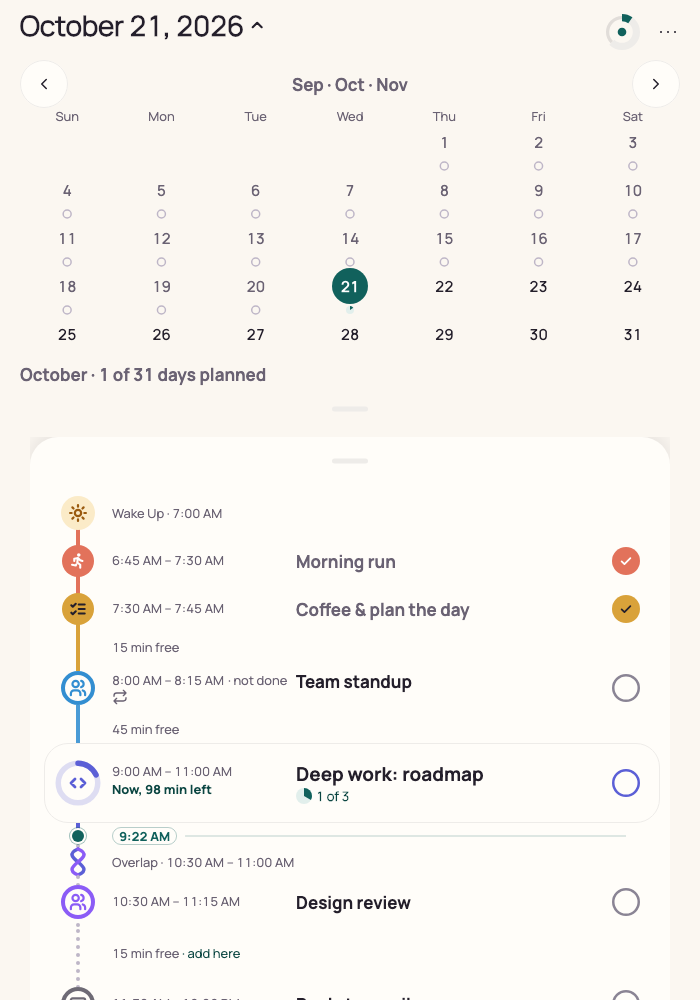 October 21, 2026
Sep · Oct · Nov
Sun Mon Tue Wed Thu Fri Sat
1 2 3
4 5 6 7 8 9 10
11 12 13 14 15 16 17
18 19 20 21 22 23 24
25 26 27 28 29 30 31
October · 1 of 31 days planned
Wake Up · 7:00 AM
6:45 AM – 7:30 AM Morning run
7:30 AM – 7:45 AM Coffee & plan the day
15 min free
8:00 AM – 8:15 AM · not done Team standup
45 min free
9:00 AM – 11:00 AM Deep work: roadmap
Now, 98 min left 1 of 3
9:22 AM
Overlap · 10:30 AM – 11:00 AM
10:30 AM – 11:15 AM Design review
15 min free · add here